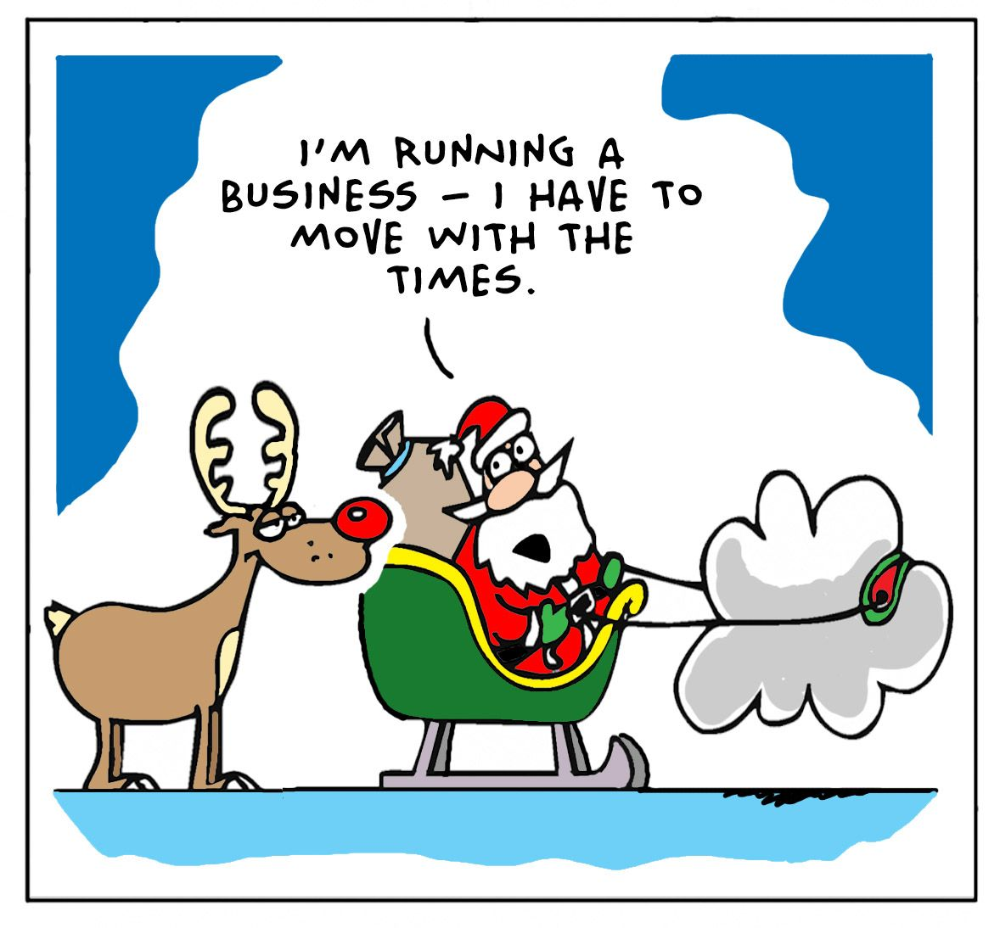 I'M RUNNING A
BUSINESS – I HAVE TO
MOVE WITH THE
TIMES.